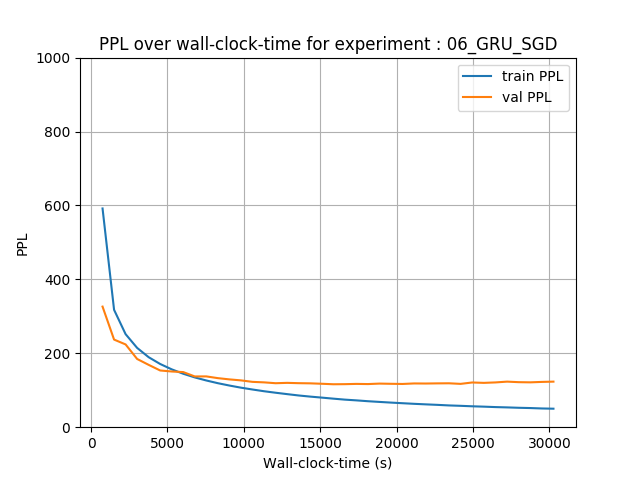 PPL over wall-clock-time for experiment : 06_GRU_SGD
train PPL
val PPL
PPL
1000
800
600
400
200
0
0 5000 10000 15000 20000 25000 30000
Wall-clock-time (s)